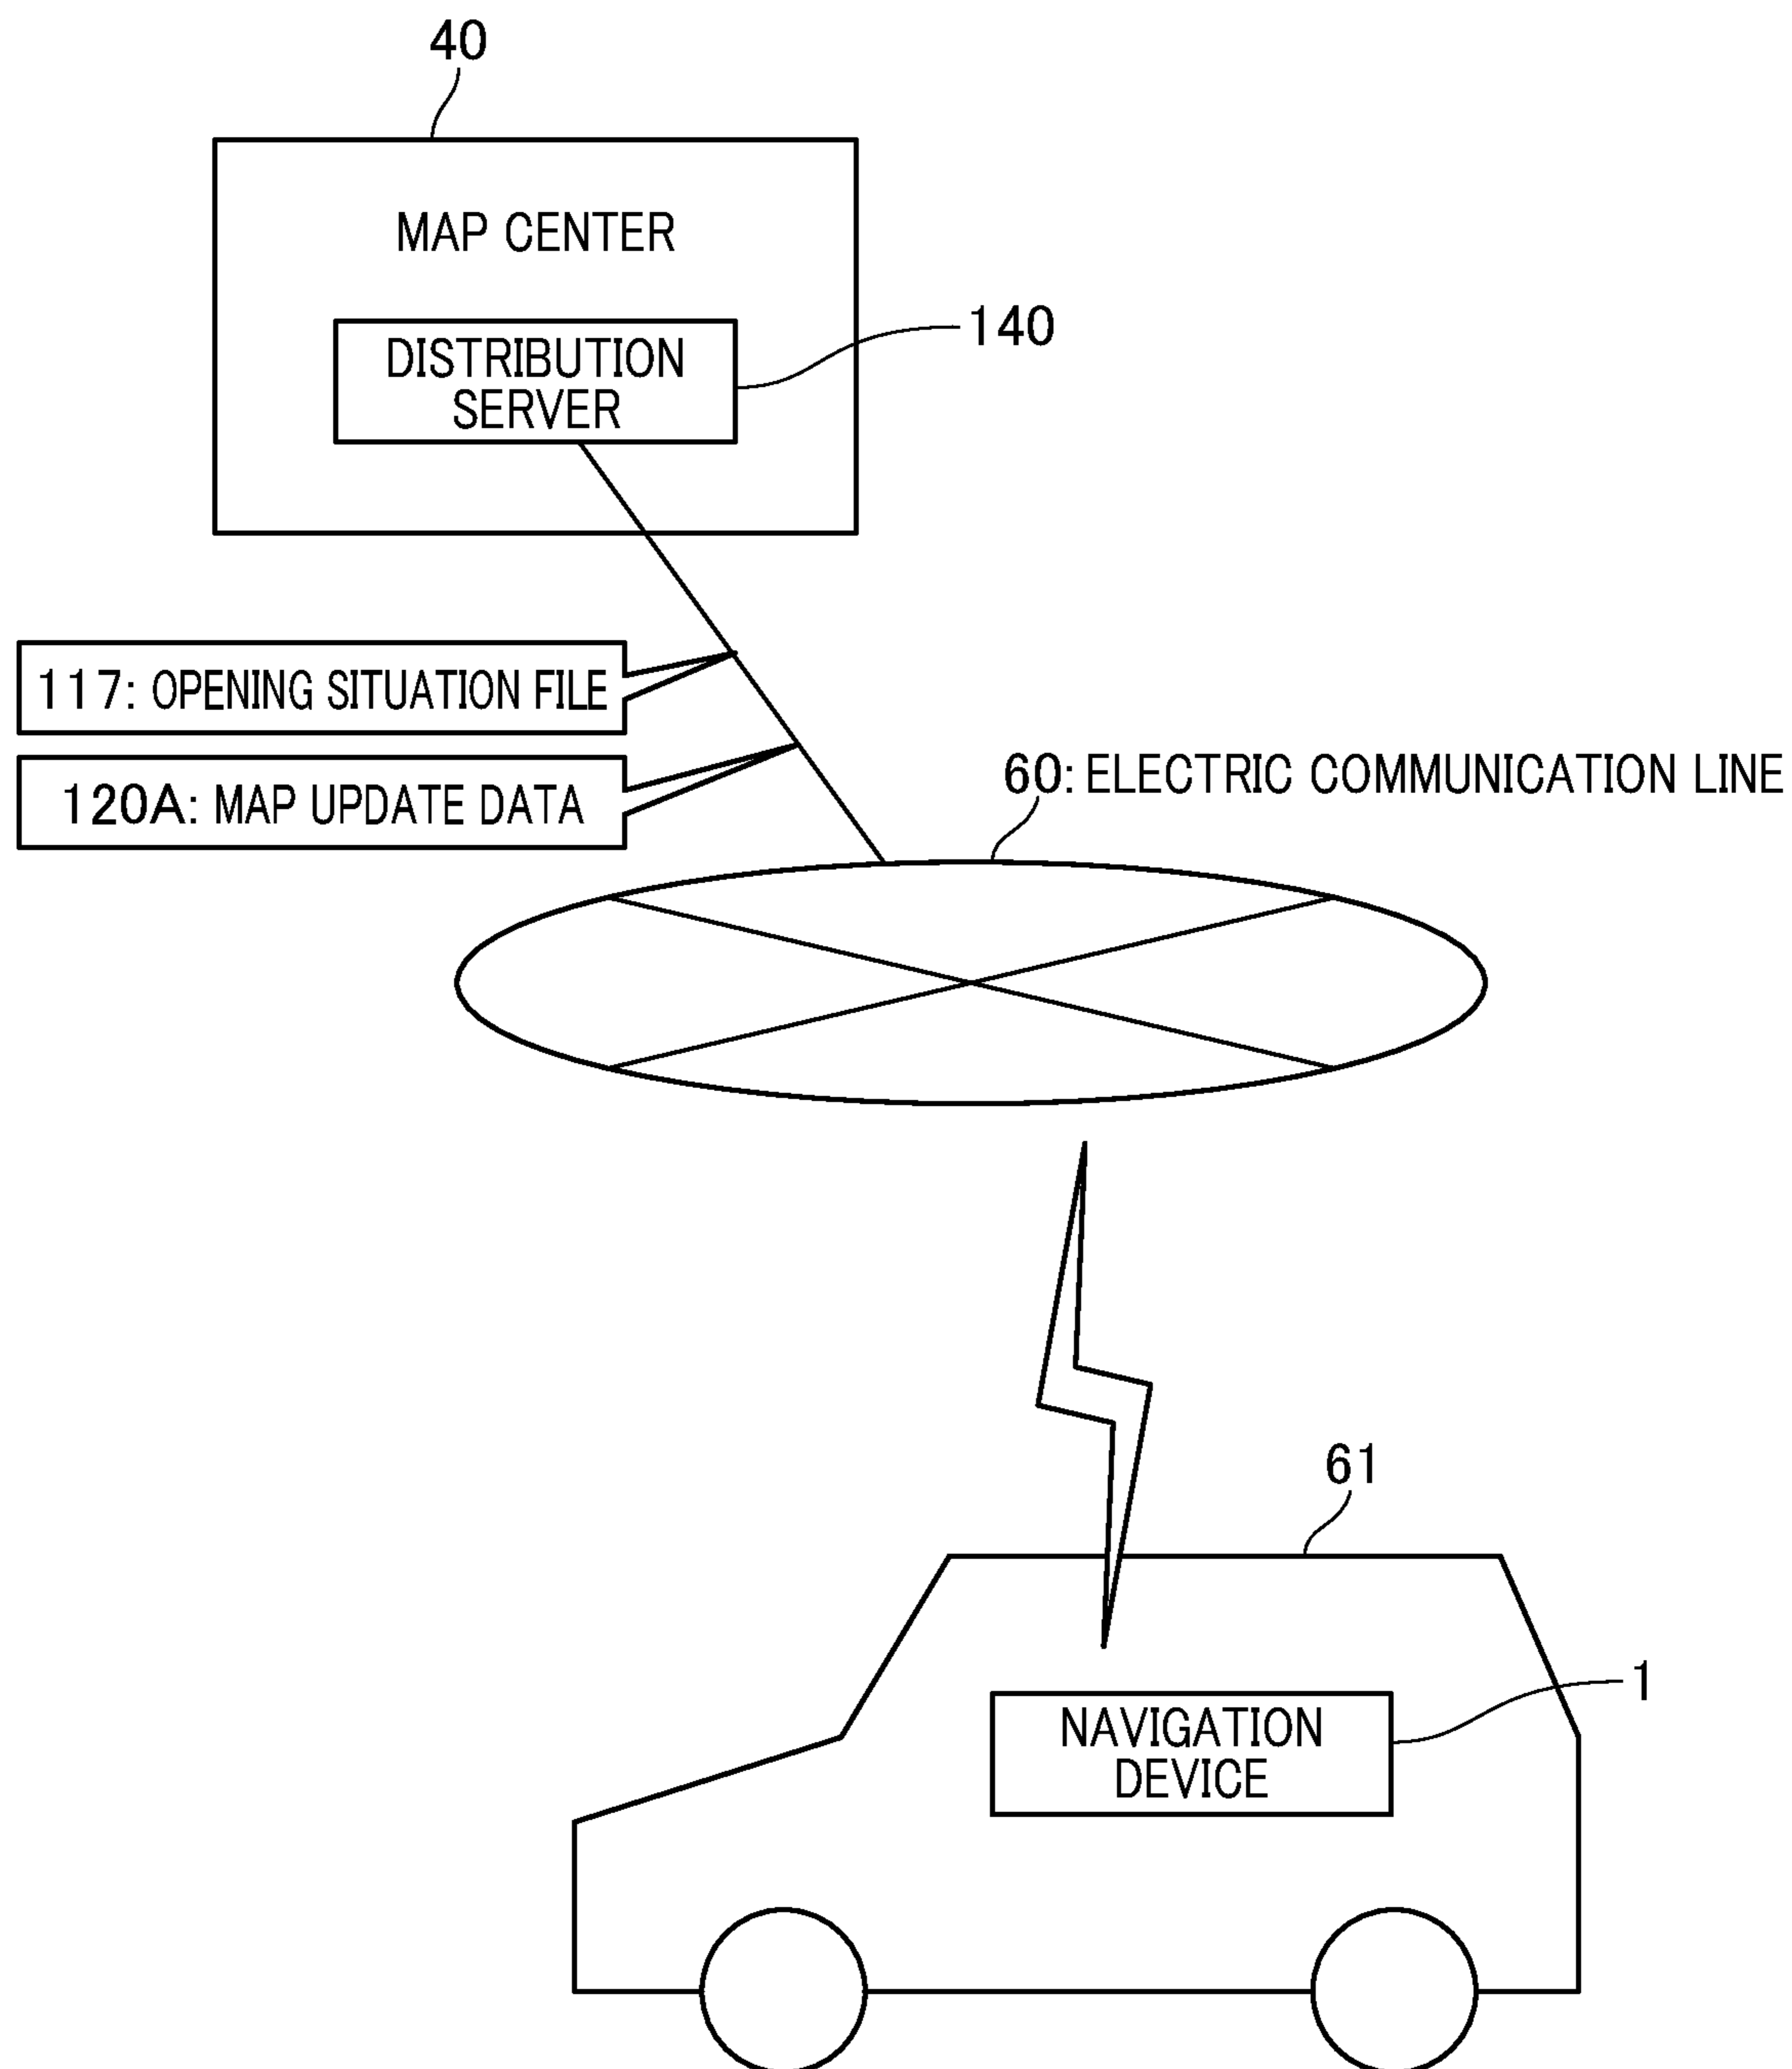 40
MAP CENTER
140
DISTRIBUTION
SERVER
117: OPENING SITUATION FILE
120A: MAP UPDATE DATA
60: ELECTRIC COMMUNICATION LINE
61
1
NAVIGATION
DEVICE